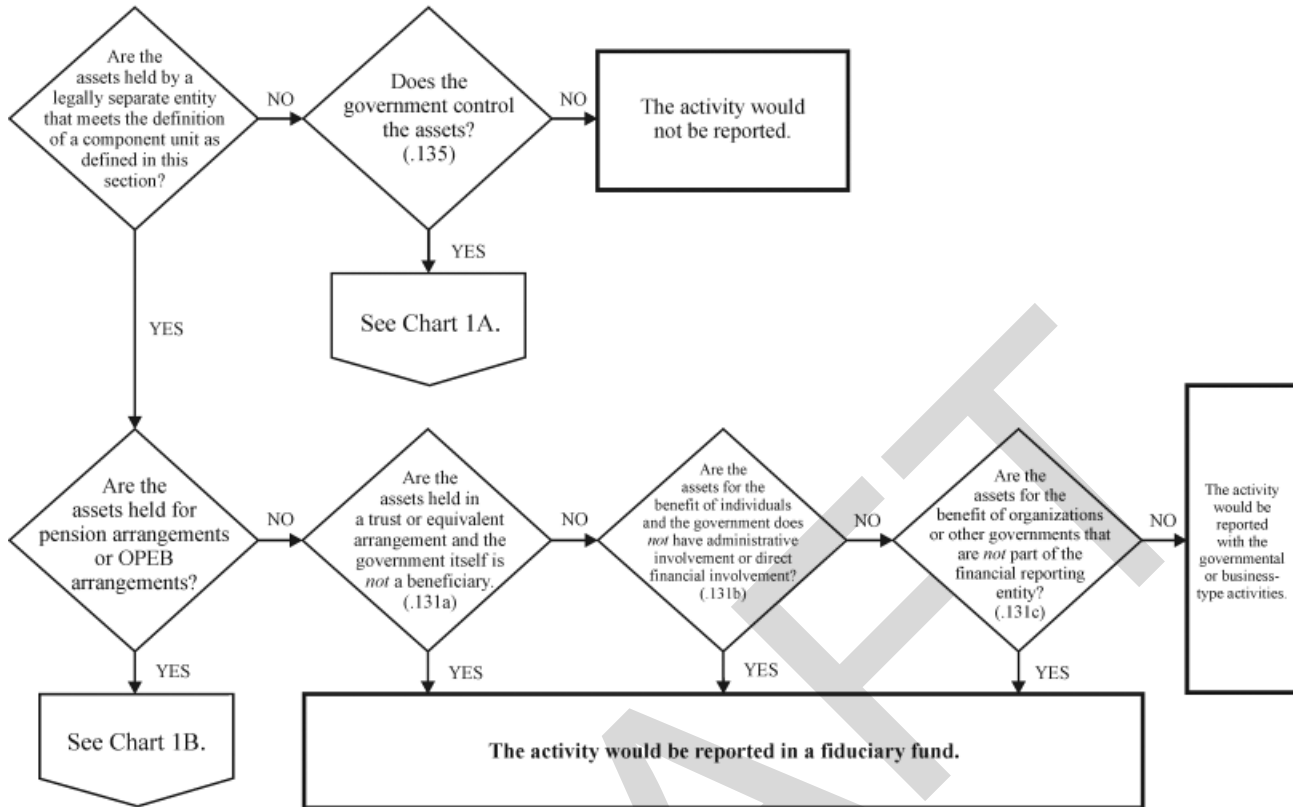 Are the
assets held by a
legally separate entity
that meets the definition
of a component unit as
defined in this
section?
NO
Does the
government control
the assets?
(.135)
NO
The activity would
not be reported.
YES
YES
See Chart 1A.
Are the
assets held for
pension arrangements
or OPEB
arrangements?
NO
Are the
assets held in
a trust or equivalent
arrangement and the
government itself is
not a beneficiary.
(.131a)
NO
Are the
assets for the
benefit of individuals
and the government does
not have administrative
involvement or direct
financial involvement?
(.131b)
NO
Are the
assets for the
benefit of organizations
or other governments that
are not part of the
financial reporting
entity?
(.131c)
NO
The activity
would be
reported
with the
governmental
or business-
type activities.
YES
YES
YES
YES
See Chart 1B.
The activity would be reported in a fiduciary fund.